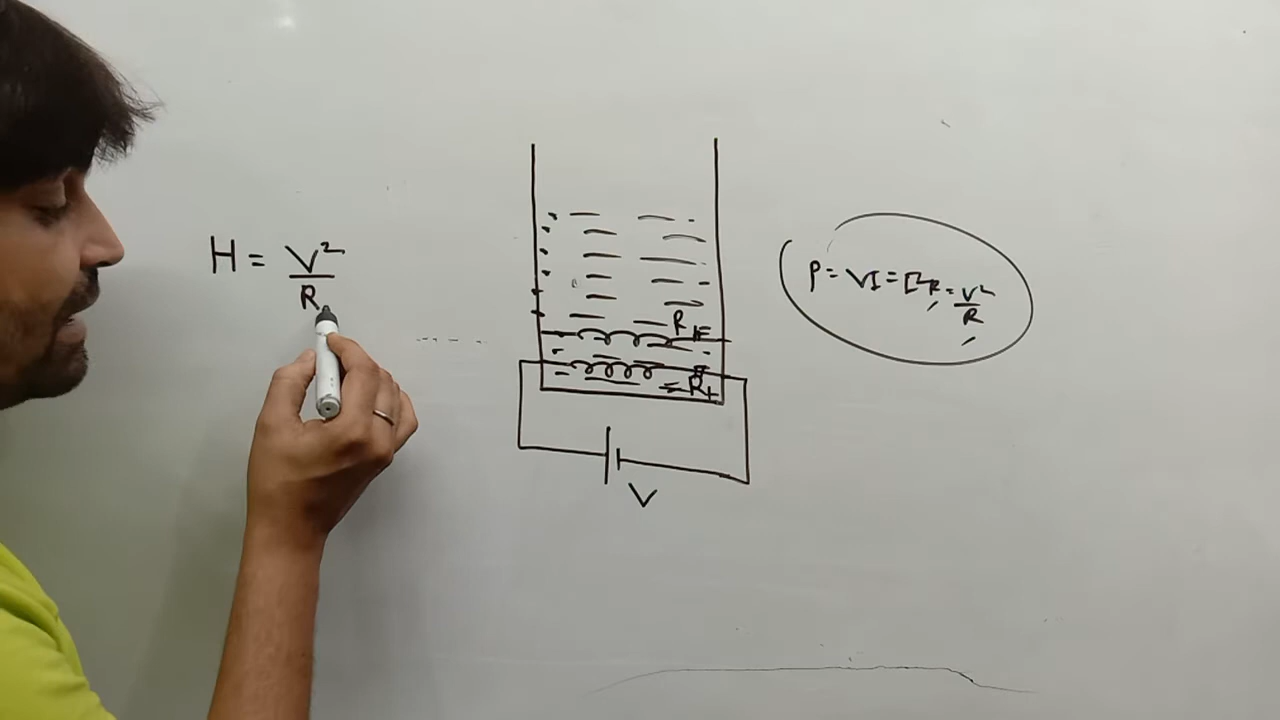 H = V²/R
P = VI = I²R = V²/R
R
R
V